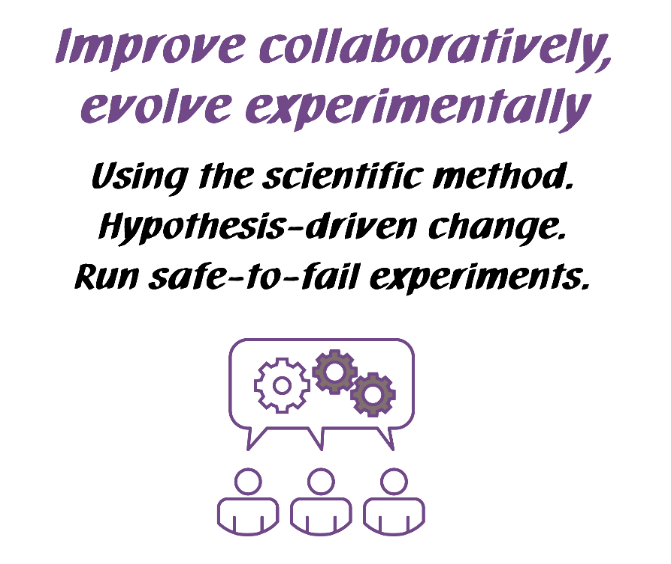 Improve collaboratively,
evolve experimentally
Using the scientific method.
Hypothesis-driven change.
Run safe-to-fail experiments.